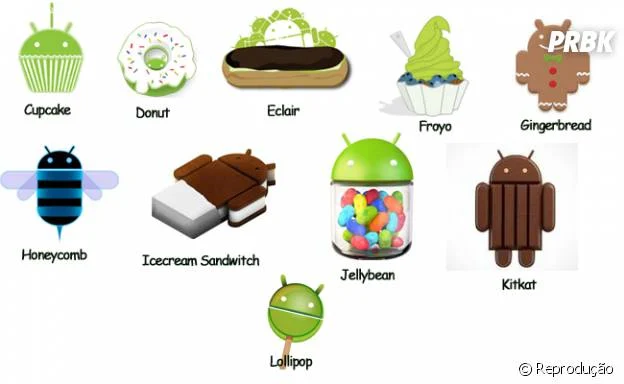 PRBK
Cupcake
Donut
Eclair
Froyo
Gingerbread
Honeycomb
Icecream Sandwitch
Jellybean
Kitkat
Lollipop
© Reprodução